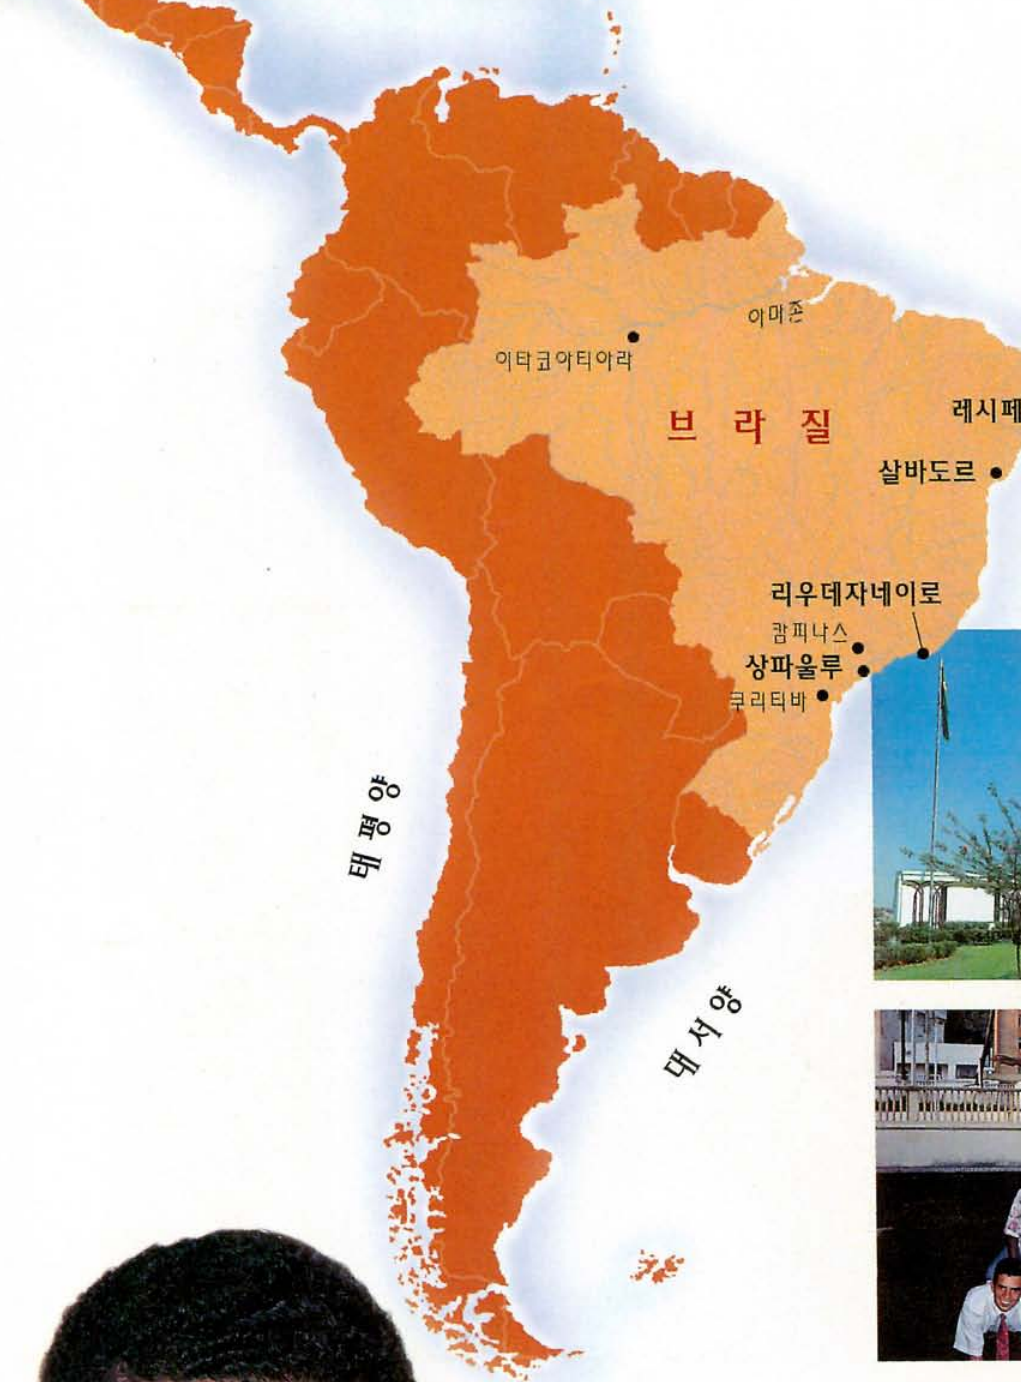 아마존
이타코아티아라
브라질
레시페
살바도르
리우데자네이로
캄피나스
상파울루
쿠리티바
태평양
대서양